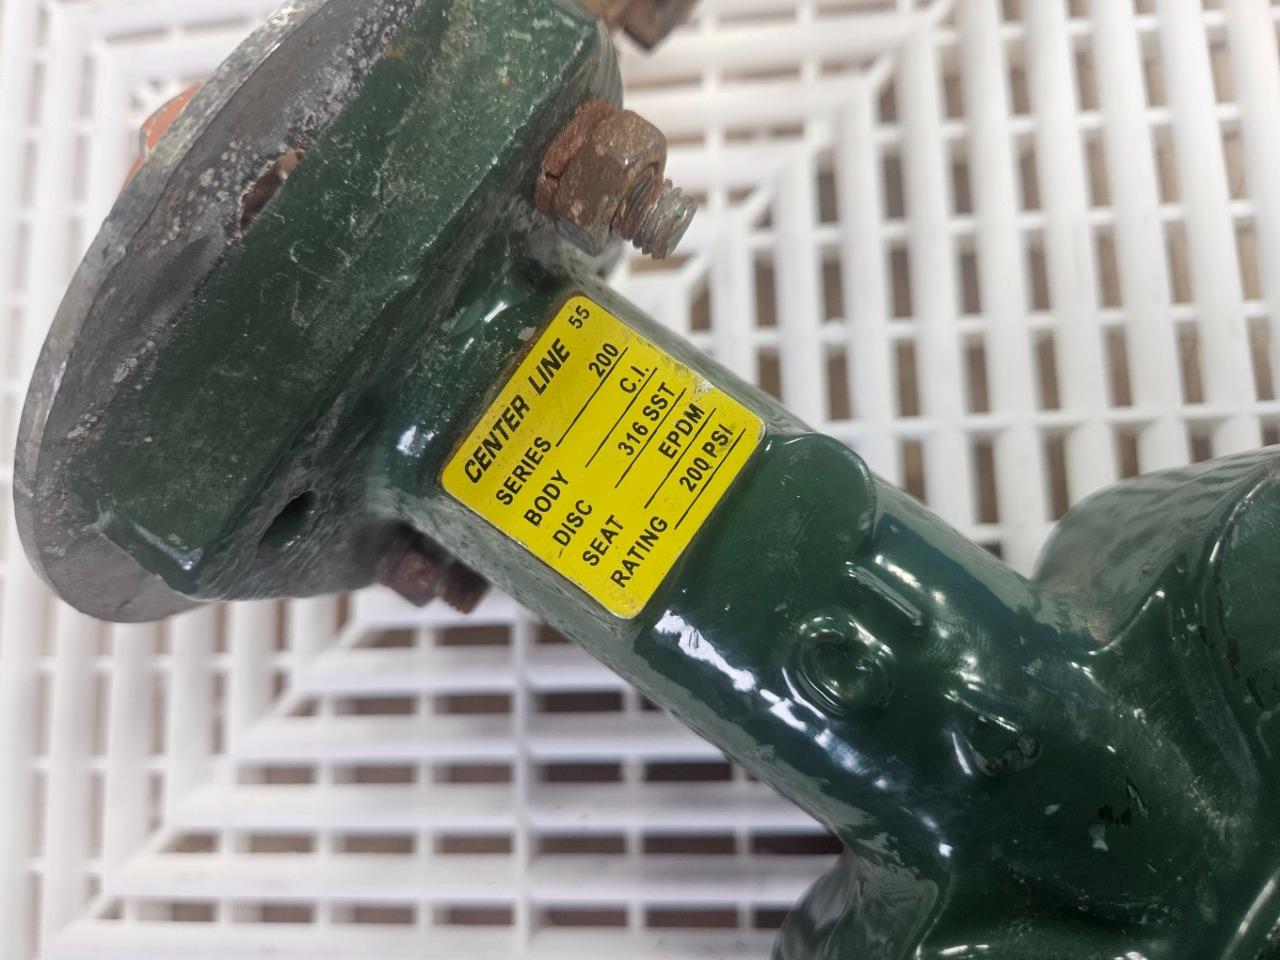 CENTER LINE 55
SERIES 200
BODY C.I.
DISC 316 SST
SEAT EPDM
RATING 200 PSI